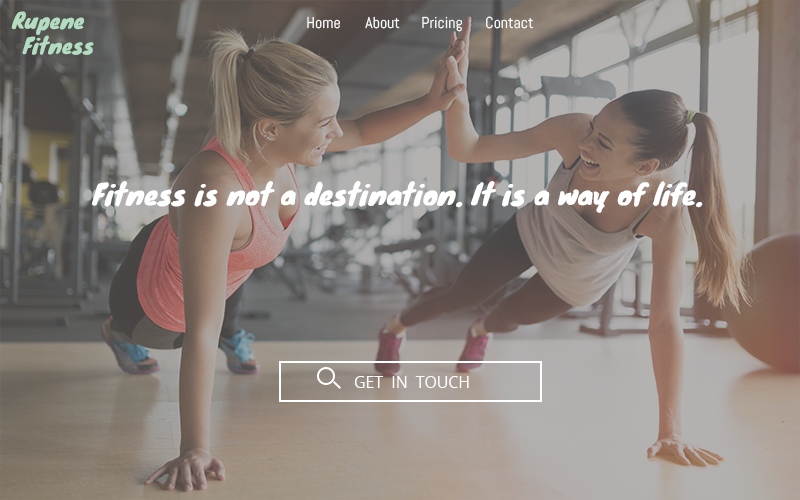 Rupene
Fitness
Home About Pricing Contact
Fitness is not a destination. It is a way of life.
GET IN TOUCH